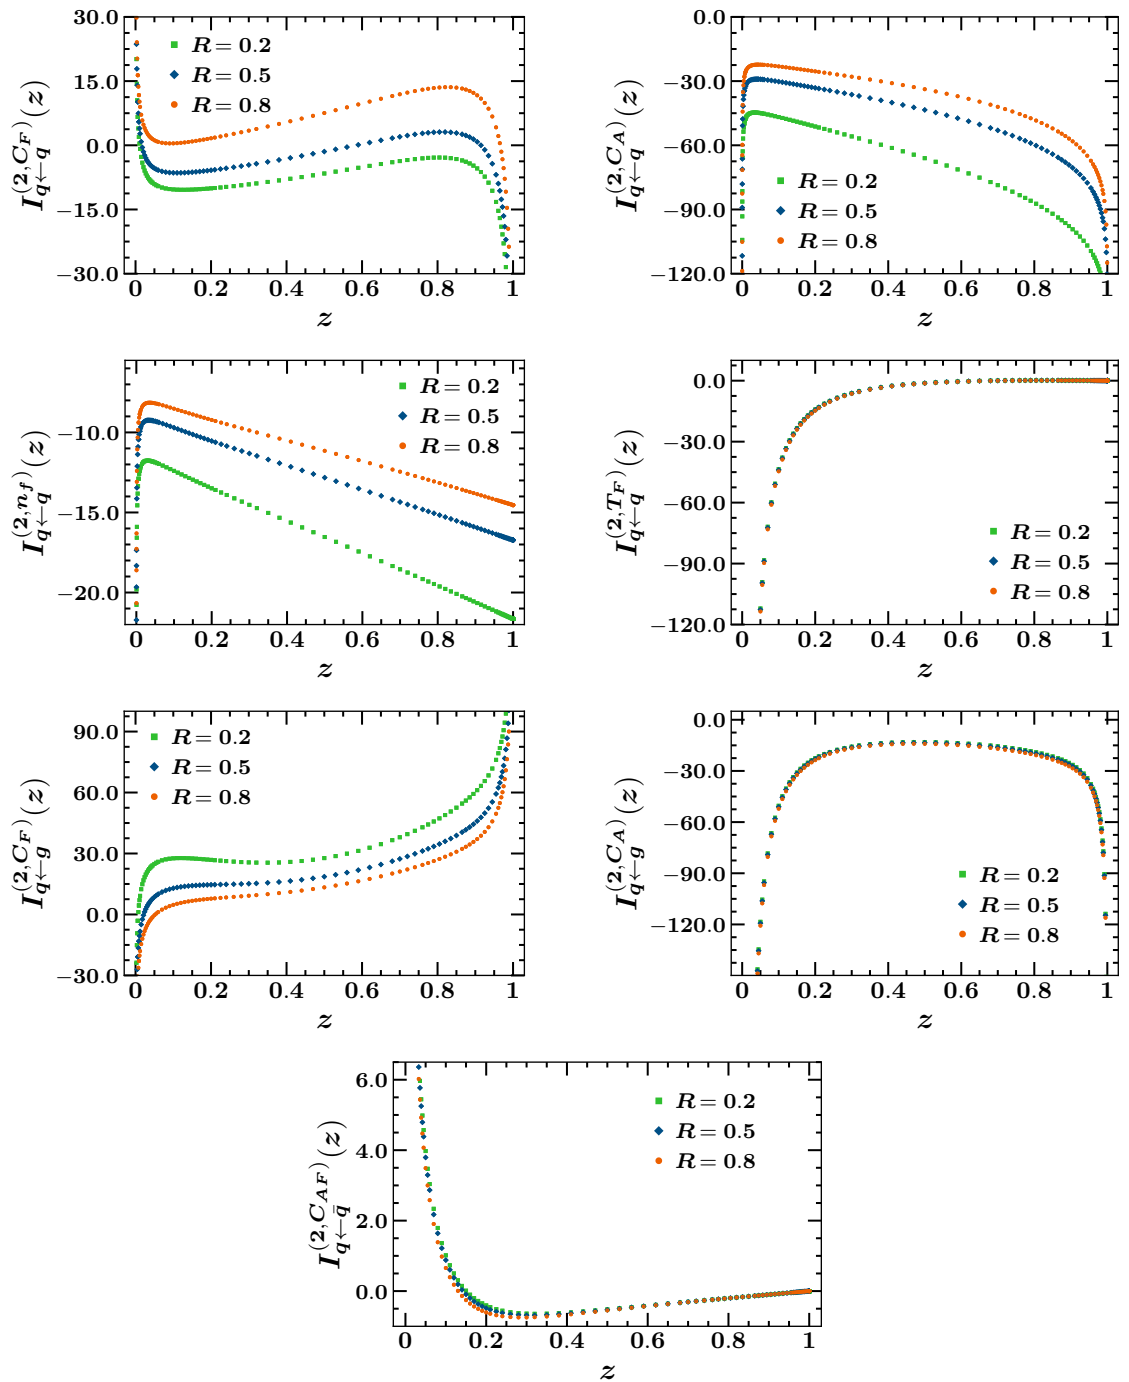 I_{q←q}^{(2,C_F)}(z)
30.0
15.0
0.0
−15.0
−30.0
R = 0.2
R = 0.5
R = 0.8
0 0.2 0.4 0.6 0.8 1
z
I_{q←q}^{(2,C_A)}(z)
0.0
−30.0
−60.0
−90.0
−120.0
R = 0.2
R = 0.5
R = 0.8
0 0.2 0.4 0.6 0.8 1
z
I_{q←q}^{(2,n_f)}(z)
−10.0
−15.0
−20.0
R = 0.2
R = 0.5
R = 0.8
0 0.2 0.4 0.6 0.8 1
z
I_{q←q}^{(2,T_F)}(z)
0.0
−30.0
−60.0
−90.0
−120.0
R = 0.2
R = 0.5
R = 0.8
0 0.2 0.4 0.6 0.8 1
z
I_{q←g}^{(2,C_F)}(z)
90.0
60.0
30.0
0.0
−30.0
R = 0.2
R = 0.5
R = 0.8
0 0.2 0.4 0.6 0.8 1
z
I_{q←g}^{(2,C_A)}(z)
0.0
−30.0
−60.0
−90.0
−120.0
R = 0.2
R = 0.5
R = 0.8
0 0.2 0.4 0.6 0.8 1
z
I_{q←q̄}^{(2,C_{AF})}(z)
6.0
4.0
2.0
0.0
R = 0.2
R = 0.5
R = 0.8
0 0.2 0.4 0.6 0.8 1
z